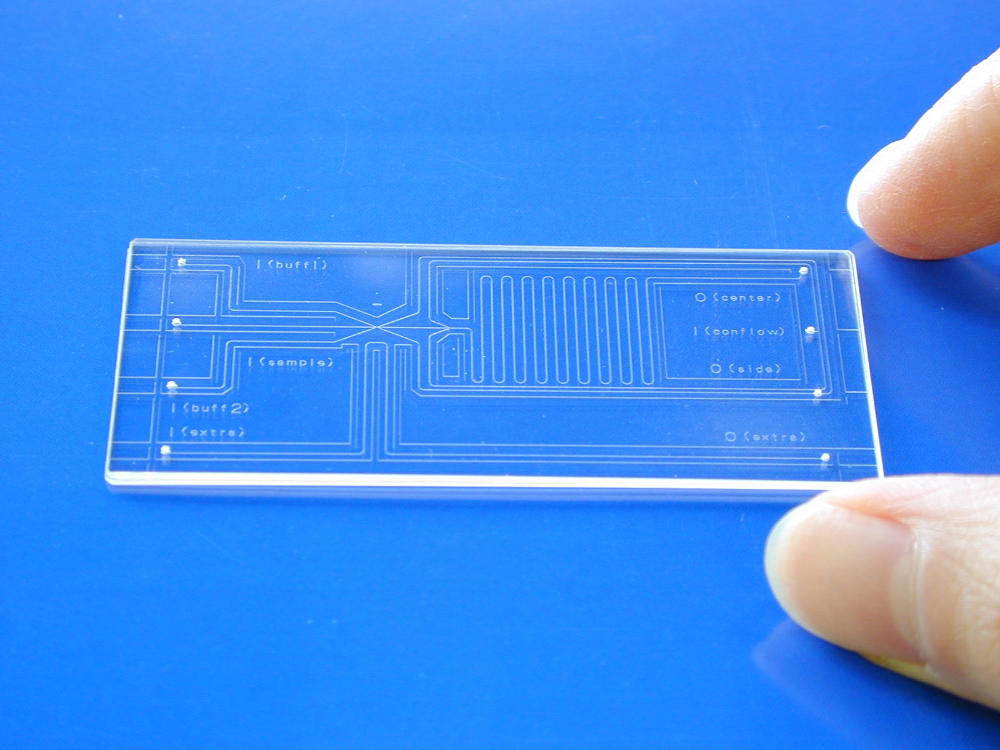 I (buff1)
O (center)
I (conflow)
I (sample)
O (side)
I (buff2)
I (extra)
O (extra)